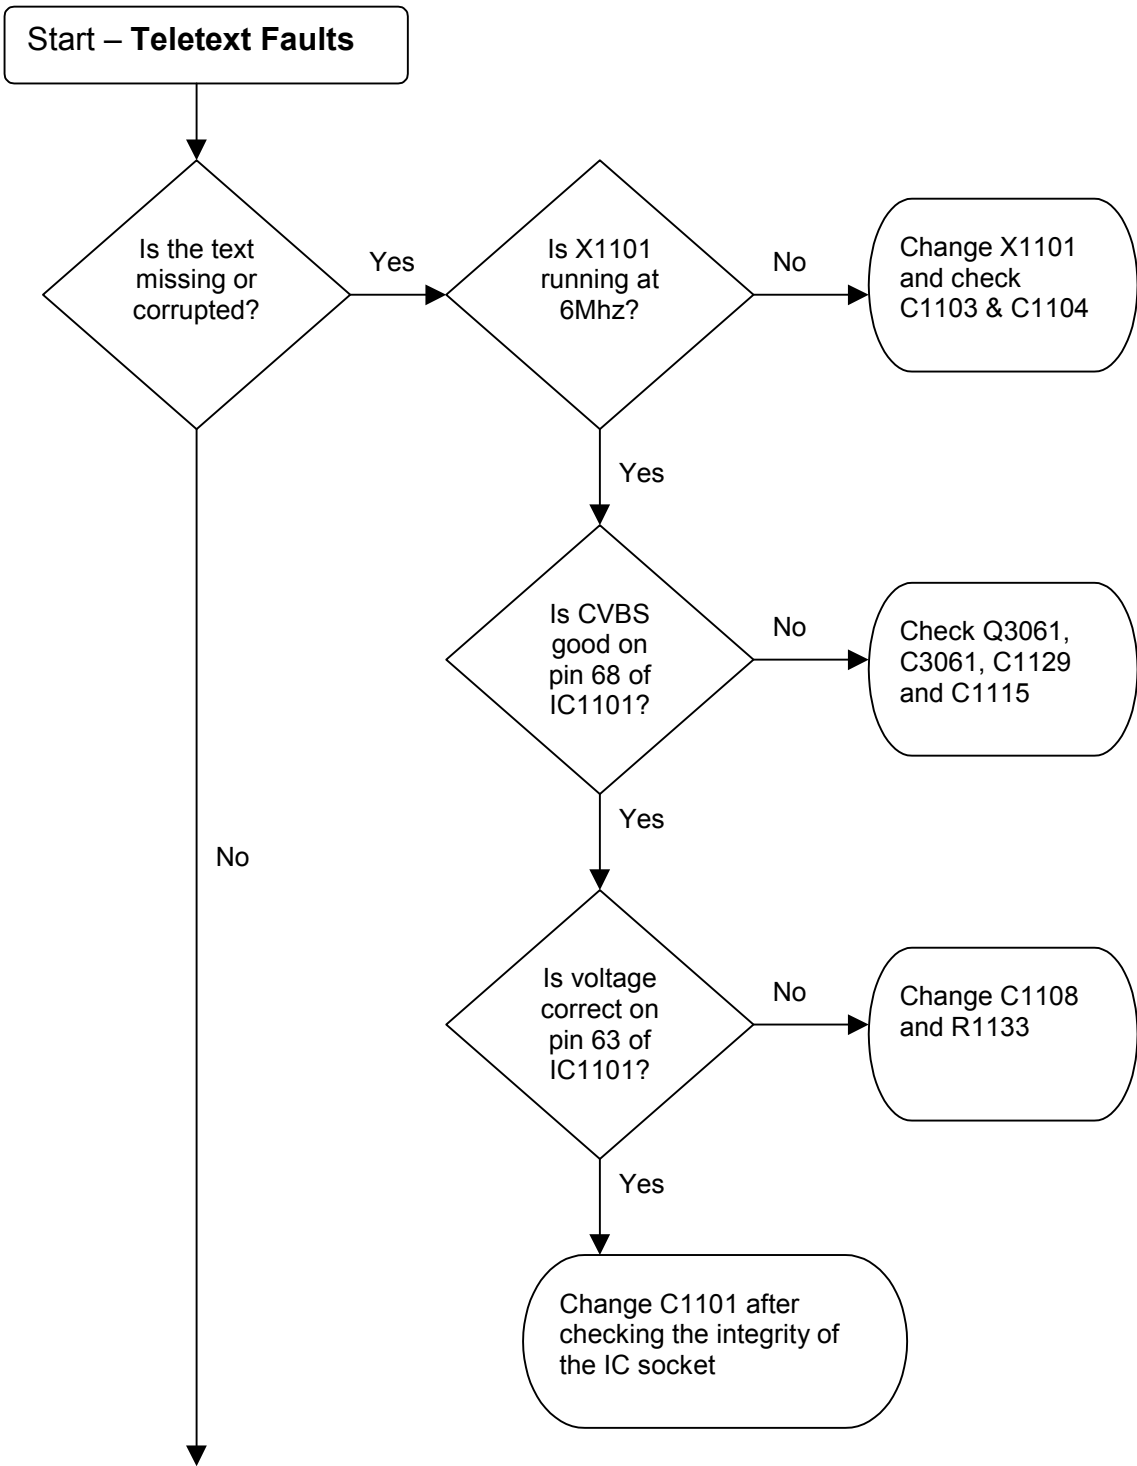 Start – Teletext Faults
Is the text
missing or
corrupted?
Yes
Is X1101
running at
6Mhz?
No
Change X1101
and check
C1103 & C1104
Yes
Is CVBS
good on
pin 68 of
IC1101?
No
Check Q3061,
C3061, C1129
and C1115
Yes
No
Is voltage
correct on
pin 63 of
IC1101?
No
Change C1108
and R1133
Yes
Change C1101 after
checking the integrity of
the IC socket